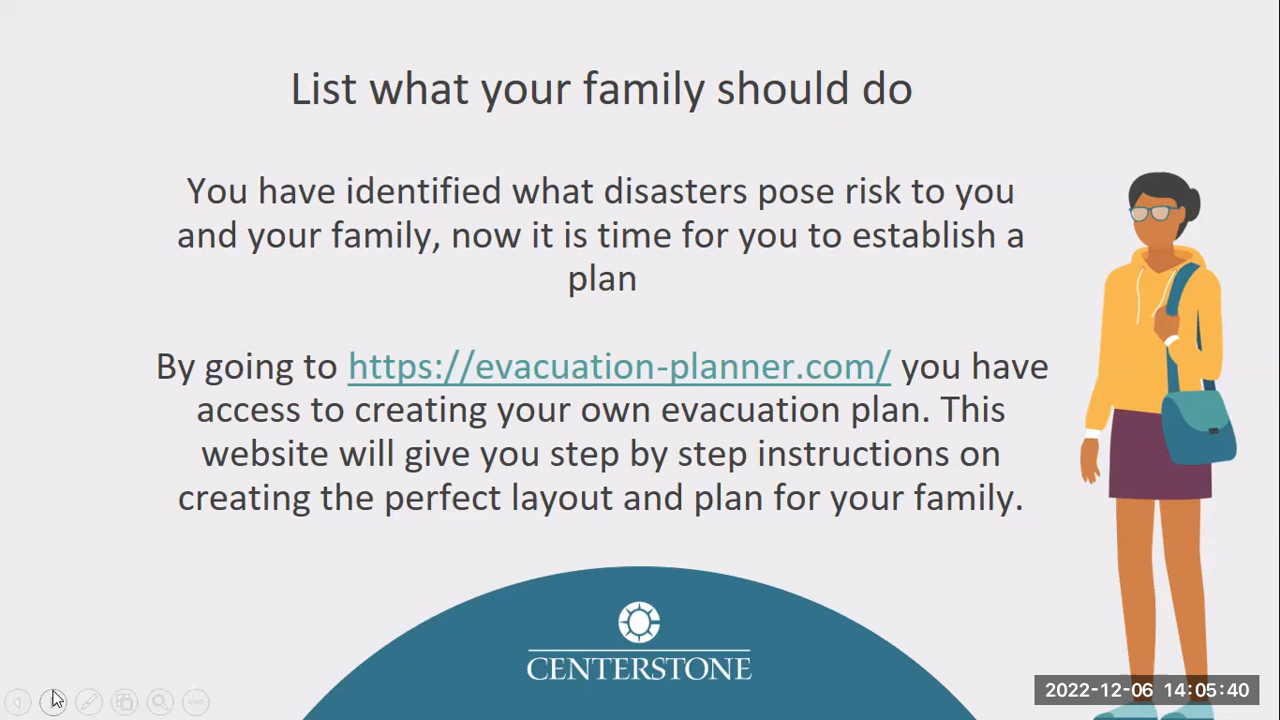 List what your family should do
You have identified what disasters pose risk to you
and your family, now it is time for you to establish a
plan
By going to https://evacuation-planner.com/ you have
access to creating your own evacuation plan. This
website will give you step by step instructions on
creating the perfect layout and plan for your family.
CENTERSTONE
2022-12-06 14:05:40